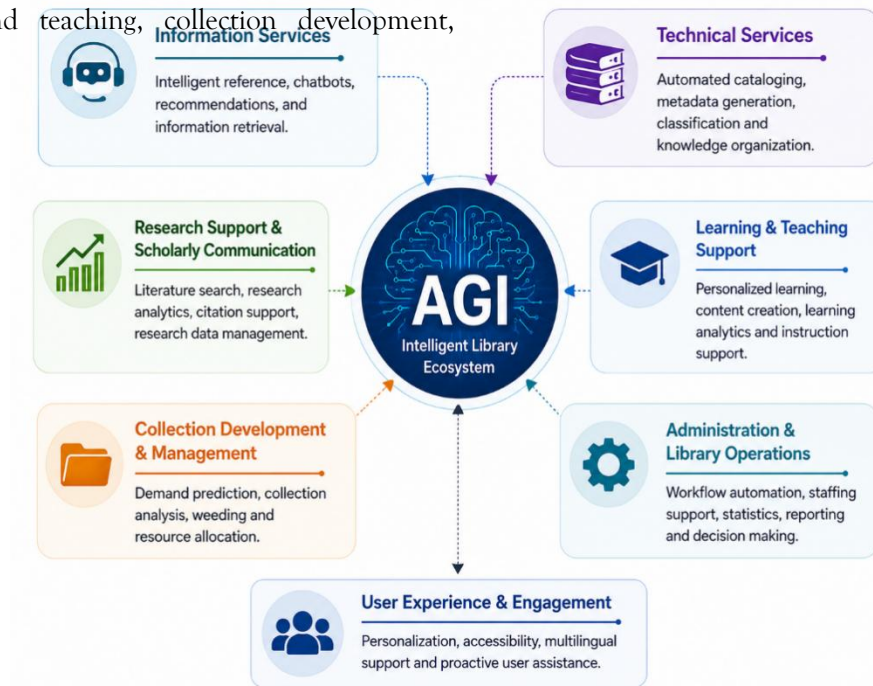 nd teaching, collection development,
Information Services
Intelligent reference, chatbots,
recommendations, and
information retrieval.
Technical Services
Automated cataloging,
metadata generation,
classification and
knowledge organization.
Research Support &
Scholarly Communication
Literature search, research
analytics, citation support,
research data management.
AGI
Intelligent Library
Ecosystem
Learning & Teaching
Support
Personalized learning,
content creation, learning
analytics and instruction
support.
Collection Development
& Management
Demand prediction, collection
analysis, weeding and
resource allocation.
Administration &
Library Operations
Workflow automation, staffing
support, statistics, reporting
and decision making.
User Experience & Engagement
Personalization, accessibility, multilingual
support and proactive user assistance.